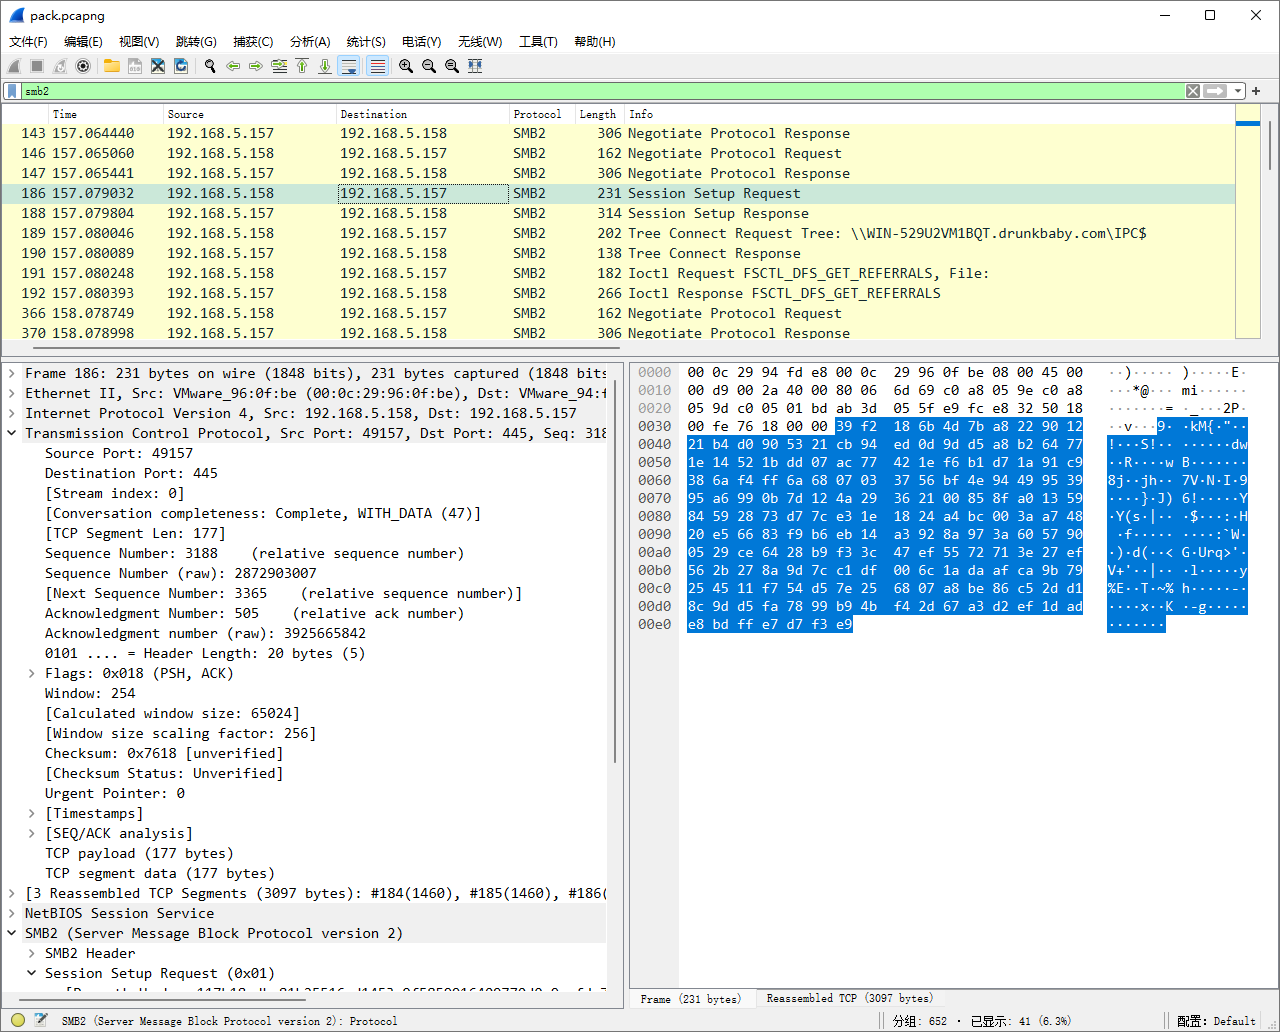 pack.pcapng
文件(F) 编辑(E) 视图(V) 跳转(G) 捕获(C) 分析(A) 统计(S) 电话(Y) 无线(W) 工具(T) 帮助(H)
smb2
Time Source Destination Protocol Length Info
143 157.064440 192.168.5.157 192.168.5.158 SMB2 306 Negotiate Protocol Response
146 157.065060 192.168.5.158 192.168.5.157 SMB2 162 Negotiate Protocol Request
147 157.065441 192.168.5.157 192.168.5.158 SMB2 306 Negotiate Protocol Response
186 157.079032 192.168.5.158 192.168.5.157 SMB2 231 Session Setup Request
188 157.079804 192.168.5.157 192.168.5.158 SMB2 314 Session Setup Response
189 157.080046 192.168.5.158 192.168.5.157 SMB2 202 Tree Connect Request Tree: \\WIN-529U2VM1BQT.drunkbaby.com\IPC$
190 157.080089 192.168.5.157 192.168.5.158 SMB2 138 Tree Connect Response
191 157.080248 192.168.5.158 192.168.5.157 SMB2 182 Ioctl Request FSCTL_DFS_GET_REFERRALS, File:
192 157.080393 192.168.5.157 192.168.5.158 SMB2 266 Ioctl Response FSCTL_DFS_GET_REFERRALS
366 158.078749 192.168.5.158 192.168.5.157 SMB2 162 Negotiate Protocol Request
370 158.078998 192.168.5.157 192.168.5.158 SMB2 306 Negotiate Protocol Response
Frame 186: 231 bytes on wire (1848 bits), 231 bytes captured (1848 bits
Ethernet II, Src: VMware_96:0f:be (00:0c:29:96:0f:be), Dst: VMware_94:f
Internet Protocol Version 4, Src: 192.168.5.158, Dst: 192.168.5.157
Transmission Control Protocol, Src Port: 49157, Dst Port: 445, Seq: 318
Source Port: 49157
Destination Port: 445
[Stream index: 0]
[Conversation completeness: Complete, WITH_DATA (47)]
[TCP Segment Len: 177]
Sequence Number: 3188 (relative sequence number)
Sequence Number (raw): 2872903007
[Next Sequence Number: 3365 (relative sequence number)]
Acknowledgment Number: 505 (relative ack number)
Acknowledgment number (raw): 3925665842
0101 .... = Header Length: 20 bytes (5)
Flags: 0x018 (PSH, ACK)
Window: 254
[Calculated window size: 65024]
[Window size scaling factor: 256]
Checksum: 0x7618 [unverified]
[Checksum Status: Unverified]
Urgent Pointer: 0
[Timestamps]
[SEQ/ACK analysis]
TCP payload (177 bytes)
TCP segment data (177 bytes)
[3 Reassembled TCP Segments (3097 bytes): #184(1460), #185(1460), #186(
NetBIOS Session Service
SMB2 (Server Message Block Protocol version 2)
SMB2 Header
Session Setup Request (0x01)
0000 00 0c 29 94 fd e8 00 0c 29 96 0f be 08 00 45 00 ··)····· )·····E·
0010 00 d9 00 2a 40 00 80 06 6d 69 c0 a8 05 9e c0 a8 ···*@··· mi······
0020 05 9d c0 05 01 bd ab 3d 05 5f e9 fc e8 32 50 18 ·······= ·_···2P·
0030 00 fe 76 18 00 00 39 f2 18 6b 4d 7b a8 22 90 12 ··v···9· ·kM{·"··
0040 21 b4 d0 90 53 21 cb 94 ed 0d 9d d5 a8 b2 64 77 !···S!·· ······dw
0050 1e 14 52 1b dd 07 ac 77 42 1e f6 b1 d7 1a 91 c9 ··R····w B·······
0060 38 6a f4 ff 6a 68 07 03 37 56 bf 4e 94 49 95 39 8j··jh·· 7V·N·I·9
0070 95 a6 99 0b 7d 12 4a 29 36 21 00 85 8f a0 13 59 ····}·J) 6!·····Y
0080 84 59 28 73 d7 7c e3 1e 18 24 a4 bc 00 3a a7 48 ·Y(s·|·· ·$···:·H
0090 20 e5 66 83 f9 b6 eb 14 a3 92 8a 97 3a 60 57 90 ··f····· ····:`W·
00a0 05 29 ce 64 28 b9 f3 3c 47 ef 55 72 71 3e 27 ef ·)·d(··< G·Urq>'·
00b0 56 2b 27 8a 9d 7c c1 df 00 6c 1a da af ca 9b 79 V+'··|·· ·l·····y
00c0 25 45 11 f7 54 d5 7e 25 68 07 a8 be 86 c5 2d d1 %E··T·~% h·····-·
00d0 8c 9d d5 fa 78 99 b9 4b f4 2d 67 a3 d2 ef 1d ad ····x··K ·-g·····
00e0 e8 bd ff e7 d7 f3 e9 ·······
Frame (231 bytes) Reassembled TCP (3097 bytes)
SMB2 (Server Message Block Protocol version 2): Protocol 分组: 652 · 已显示: 41 (6.3%) 配置: Default